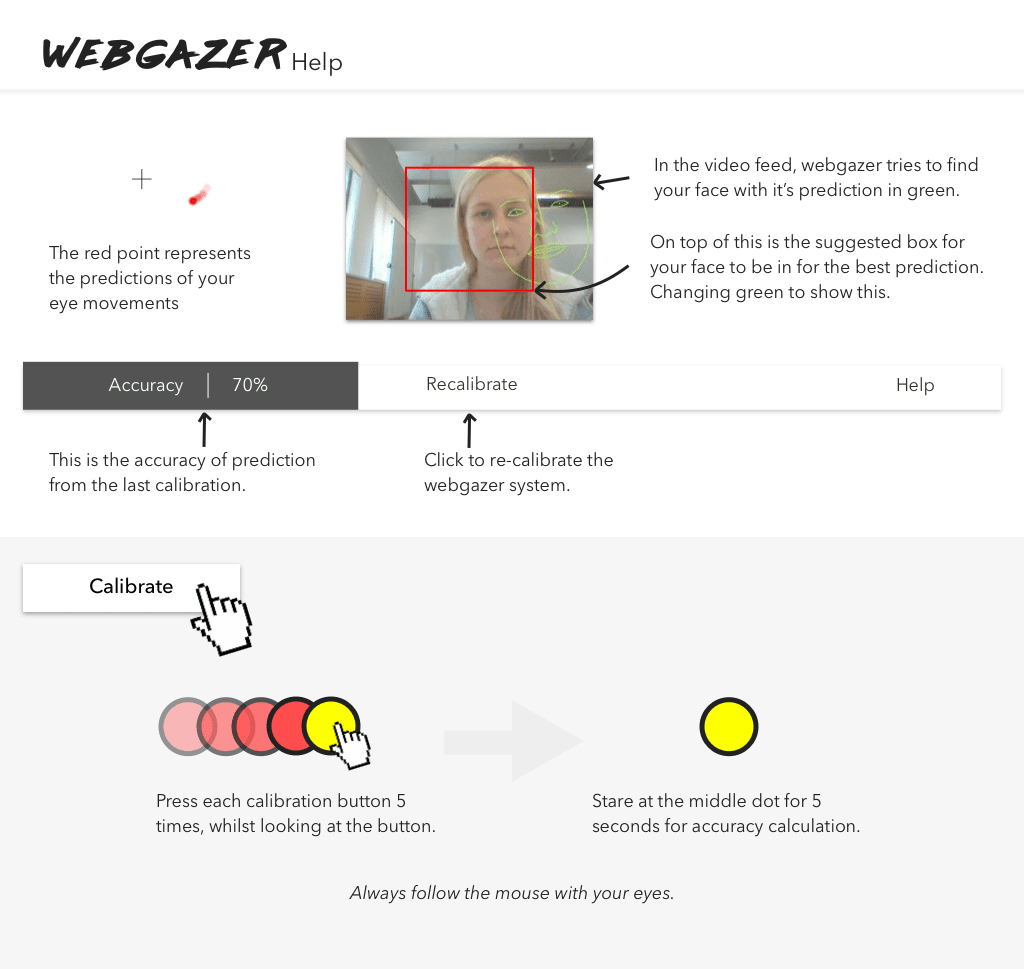 WEBGAZER Help
The red point represents
the predictions of your
eye movements
In the video feed, webgazer tries to find
your face with it’s prediction in green.
On top of this is the suggested box for
your face to be in for the best prediction.
Changing green to show this.
Accuracy | 70%
Recalibrate
Help
This is the accuracy of prediction
from the last calibration.
Click to re-calibrate the
webgazer system.
Calibrate
Press each calibration button 5
times, whilst looking at the button.
Stare at the middle dot for 5
seconds for accuracy calculation.
Always follow the mouse with your eyes.